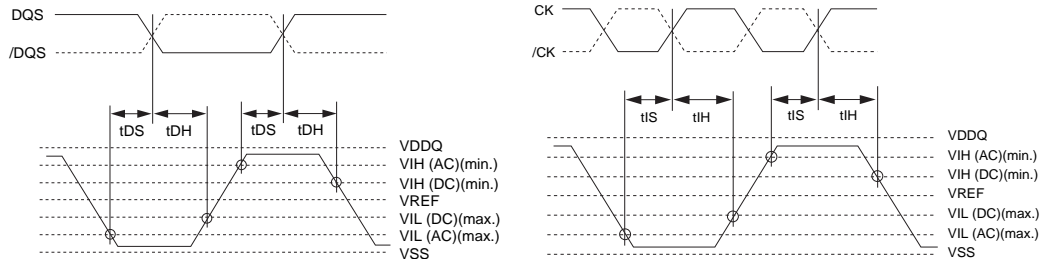 DQS
/DQS
tDS tDH tDS tDH
VDDQ
VIH (AC)(min.)
VIH (DC)(min.)
VREF
VIL (DC)(max.)
VIL (AC)(max.)
VSS
CK
/CK
tIS tIH tIS tIH
VDDQ
VIH (AC)(min.)
VIH (DC)(min.)
VREF
VIL (DC)(max.)
VIL (AC)(max.)
VSS